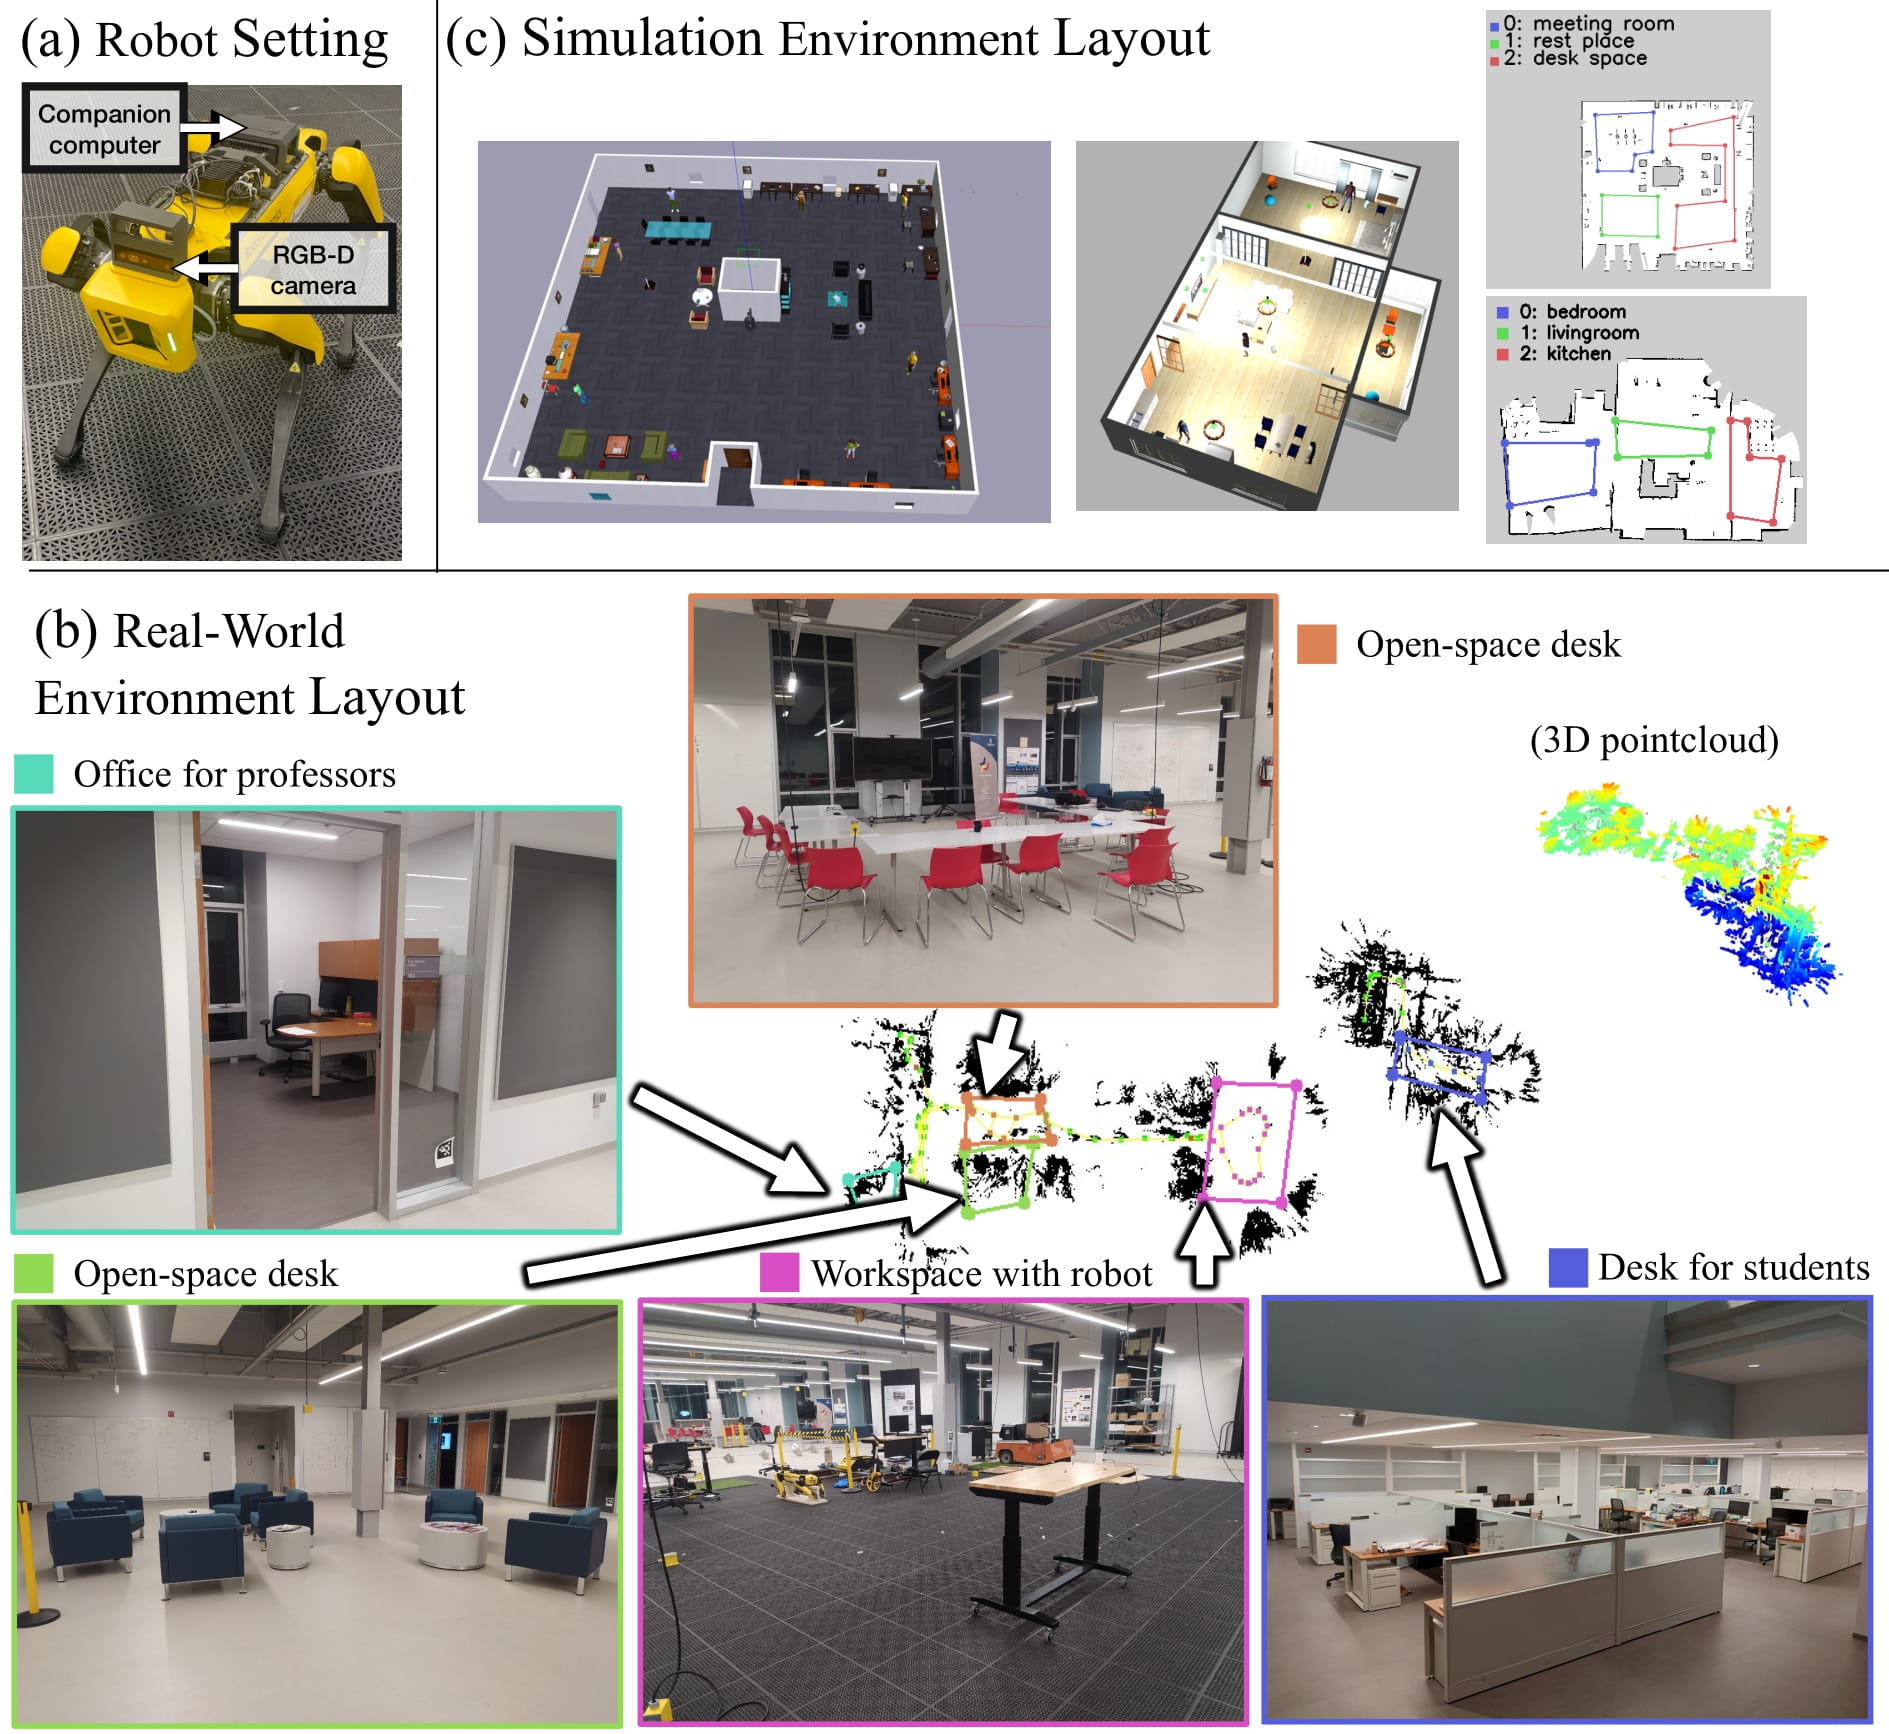 (a) Robot Setting
Companion
computer
RGB-D
camera
(c) Simulation Environment Layout
0: meeting room
1: rest place
2: desk space
0: bedroom
1: livingroom
2: kitchen
(b) Real-World
Environment Layout
Office for professors
Open-space desk
(3D pointcloud)
Open-space desk
Workspace with robot
Desk for students